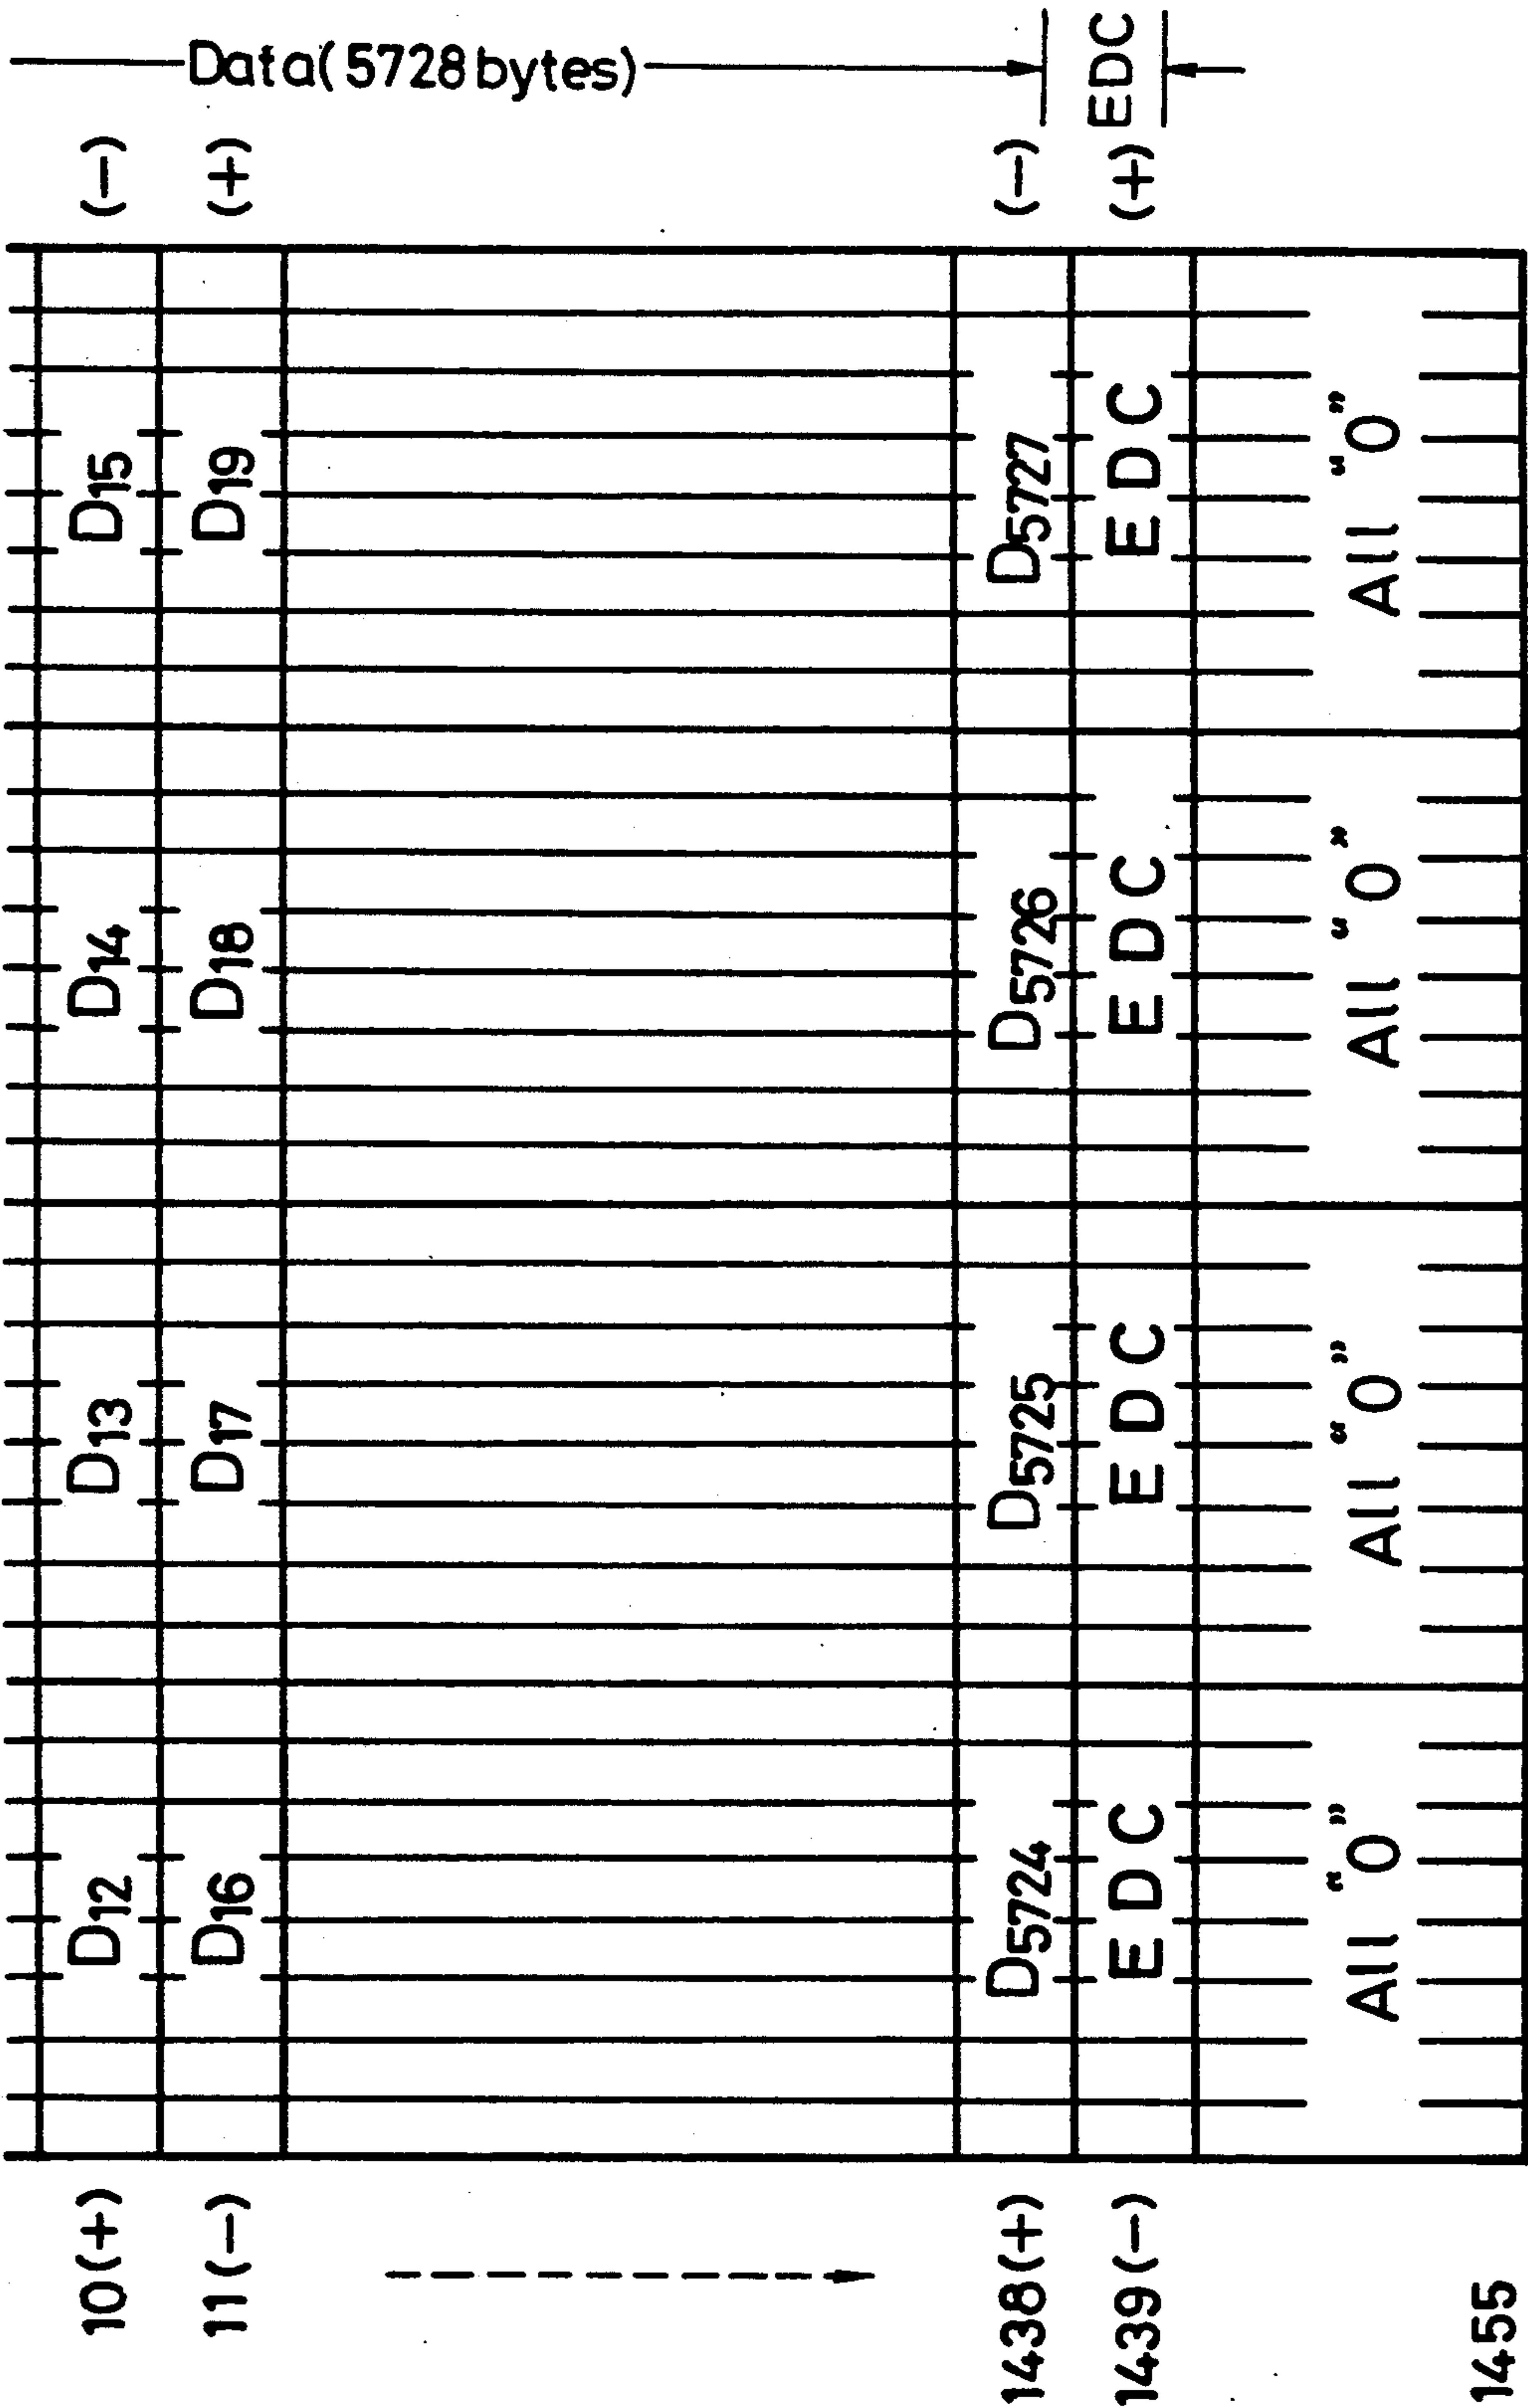 Data(5728 bytes)
EDC
10(+) D12 D13 D14 D15 (−)
11(−) D16 D17 D18 D19 (+)
1438(+) D5724 D5725 D5726 D5727 (−)
1439(−) EDC EDC EDC EDC (+)
All "0" All "0" All "0" All "0"
1455